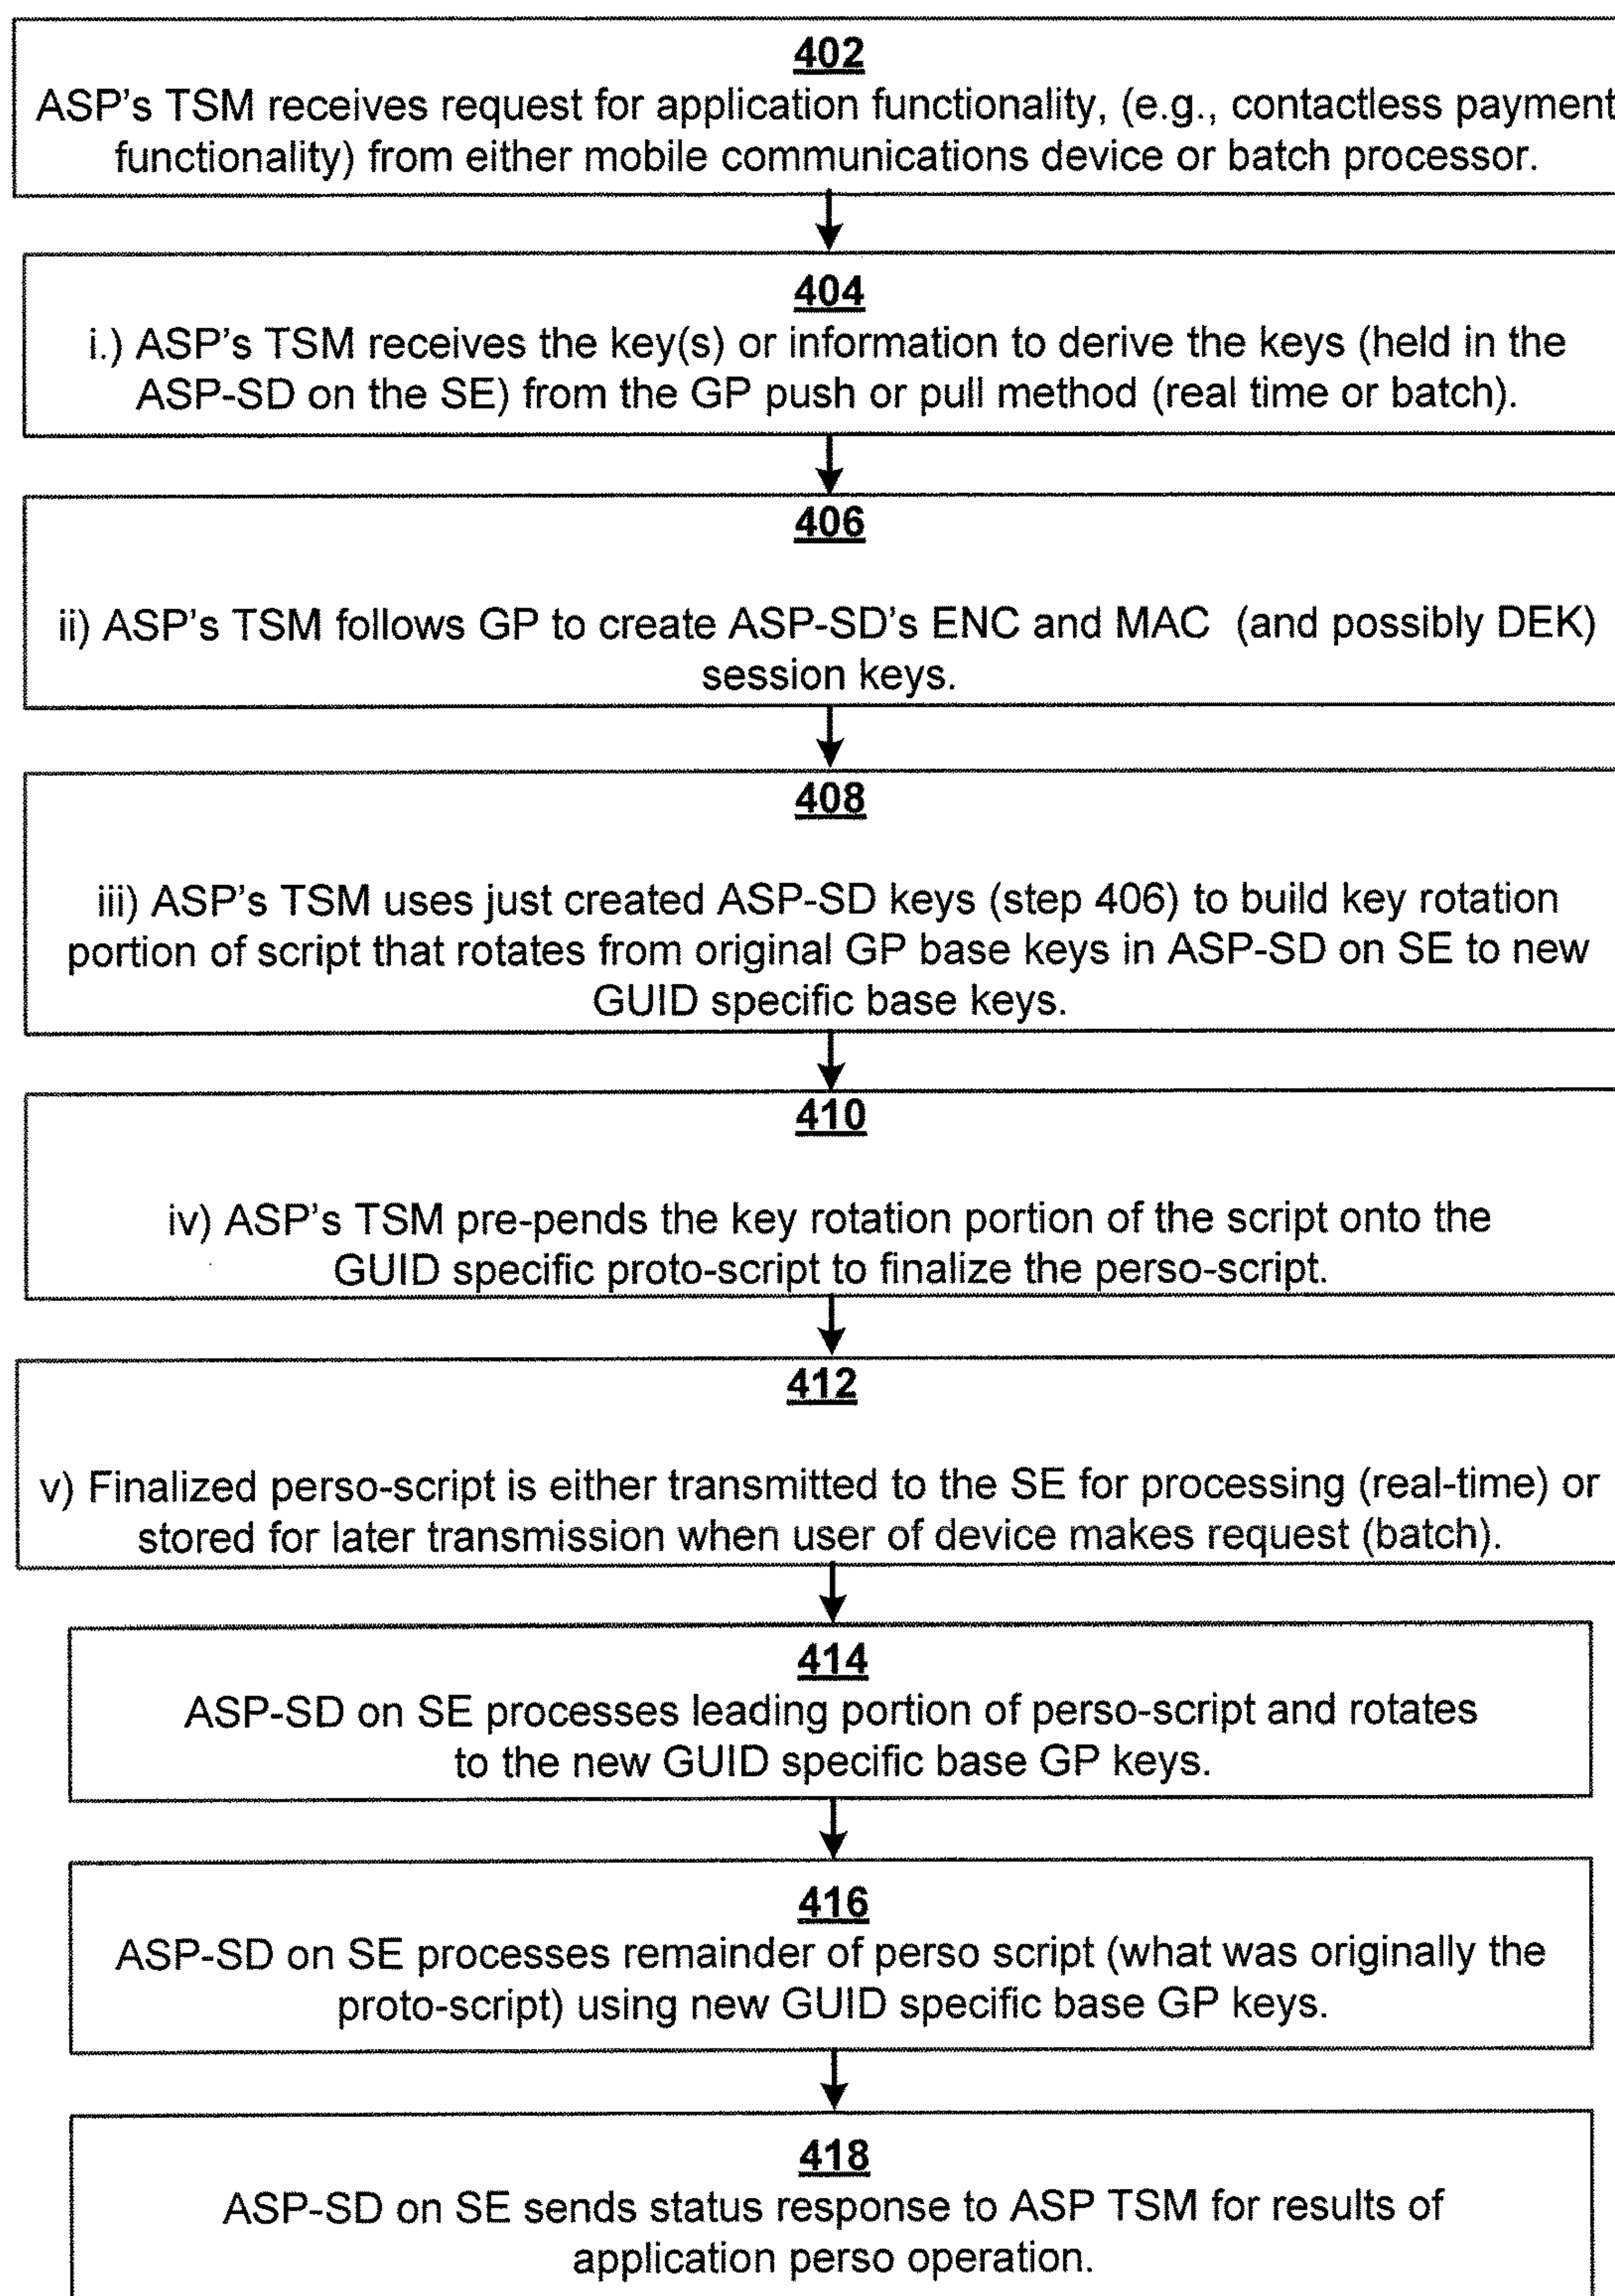 402
ASP's TSM receives request for application functionality, (e.g., contactless payment
functionality) from either mobile communications device or batch processor.
404
i.) ASP's TSM receives the key(s) or information to derive the keys (held in the
ASP-SD on the SE) from the GP push or pull method (real time or batch).
406
ii) ASP's TSM follows GP to create ASP-SD's ENC and MAC (and possibly DEK)
session keys.
408
iii) ASP's TSM uses just created ASP-SD keys (step 406) to build key rotation
portion of script that rotates from original GP base keys in ASP-SD on SE to new
GUID specific base keys.
410
iv) ASP's TSM pre-pends the key rotation portion of the script onto the
GUID specific proto-script to finalize the perso-script.
412
v) Finalized perso-script is either transmitted to the SE for processing (real-time) or
stored for later transmission when user of device makes request (batch).
414
ASP-SD on SE processes leading portion of perso-script and rotates
to the new GUID specific base GP keys.
416
ASP-SD on SE processes remainder of perso script (what was originally the
proto-script) using new GUID specific base GP keys.
418
ASP-SD on SE sends status response to ASP TSM for results of
application perso operation.